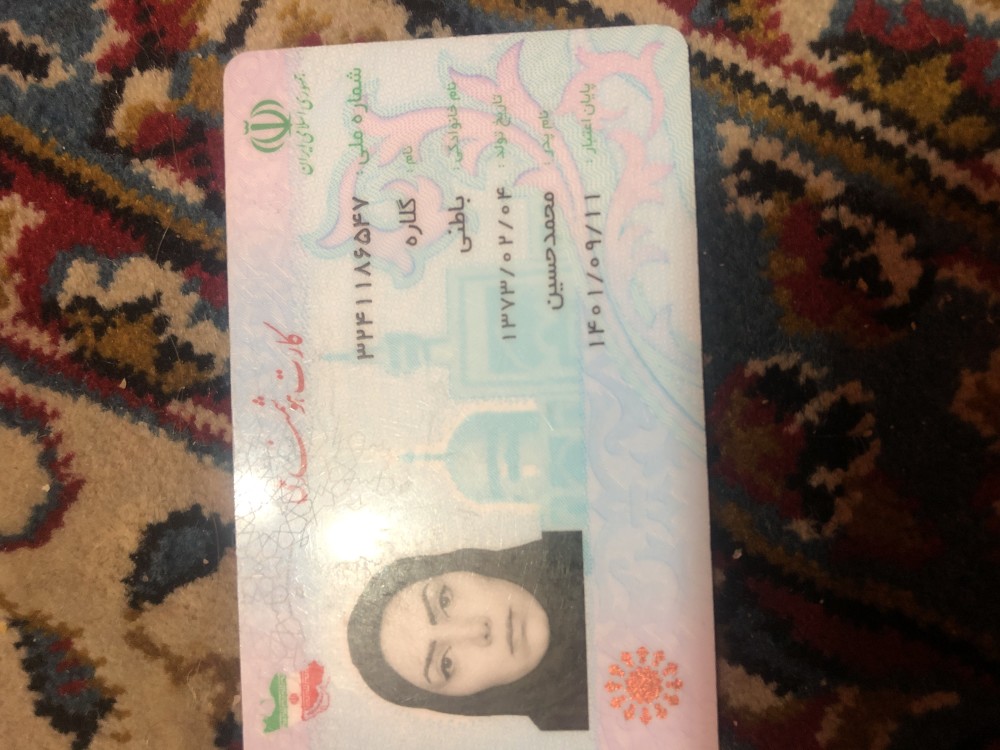 جمهوری اسلامی ایران
کارت هوشمند ملی
شماره ملی: ۳۲۴۱۱۸۶۵۴۷
نام: کلاره
نام خانوادگی: باطنی
تاریخ تولد: ۱۳۷۳/۰۲/۰۴
نام پدر: محمدحسین
پایان اعتبار: ۱۴۰۱/۰۹/۱۱